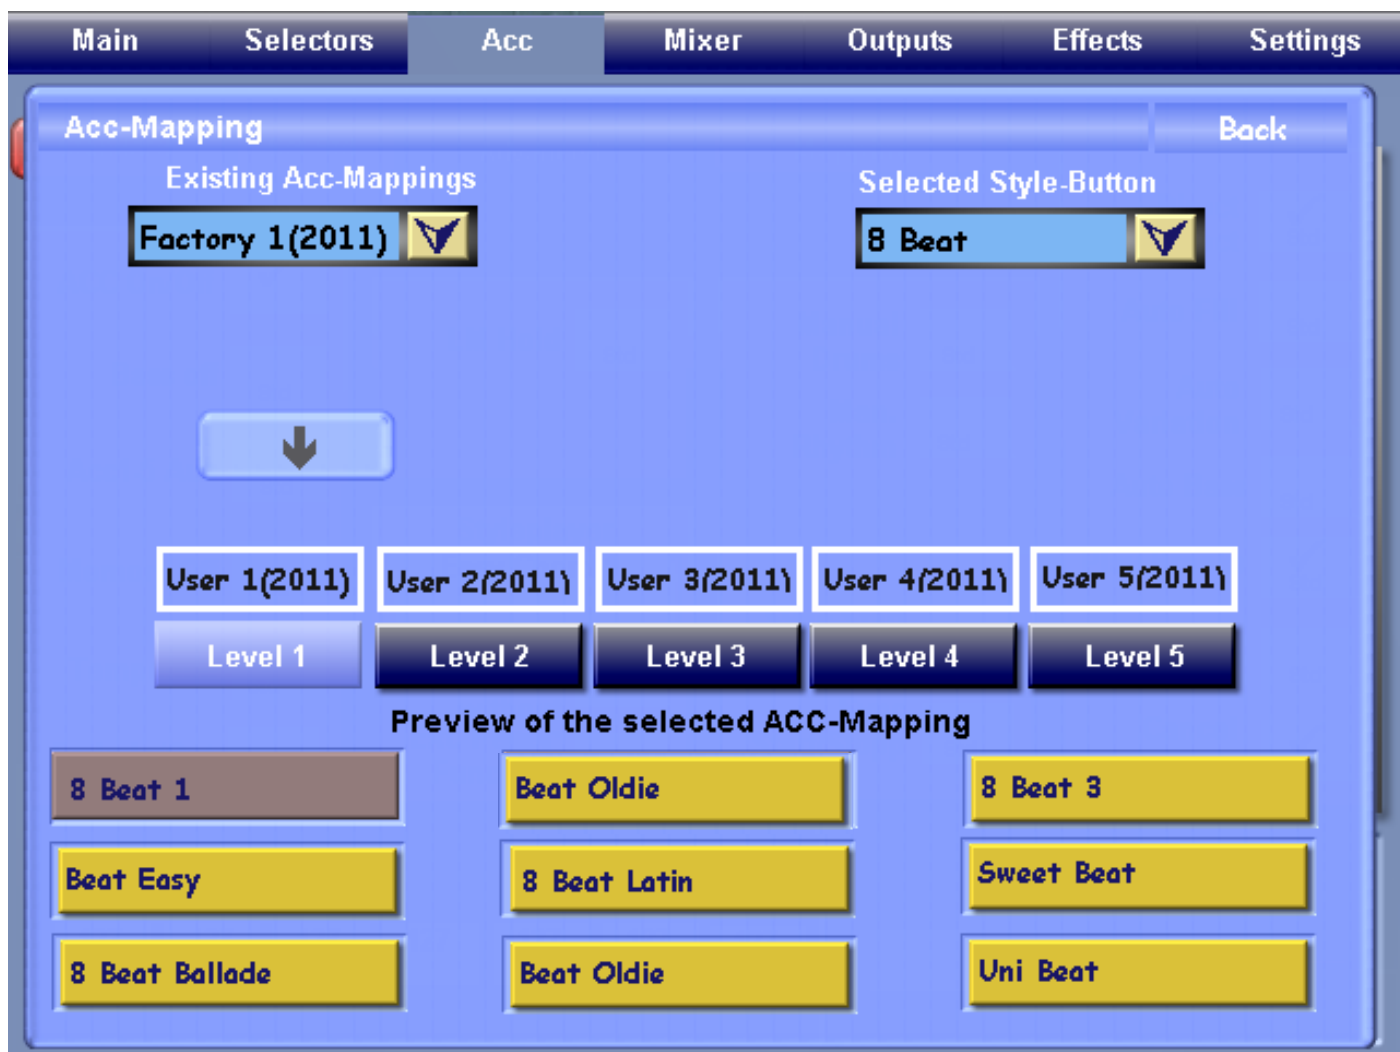 Main Selectors Acc Mixer Outputs Effects Settings
Acc-Mapping Back
Existing Acc-Mappings Selected Style-Button
Factory 1(2011) 8 Beat
User 1(2011) User 2(2011) User 3(2011) User 4(2011) User 5(2011)
Level 1 Level 2 Level 3 Level 4 Level 5
Preview of the selected ACC-Mapping
8 Beat 1 Beat Oldie 8 Beat 3
Beat Easy 8 Beat Latin Sweet Beat
8 Beat Ballade Beat Oldie Uni Beat